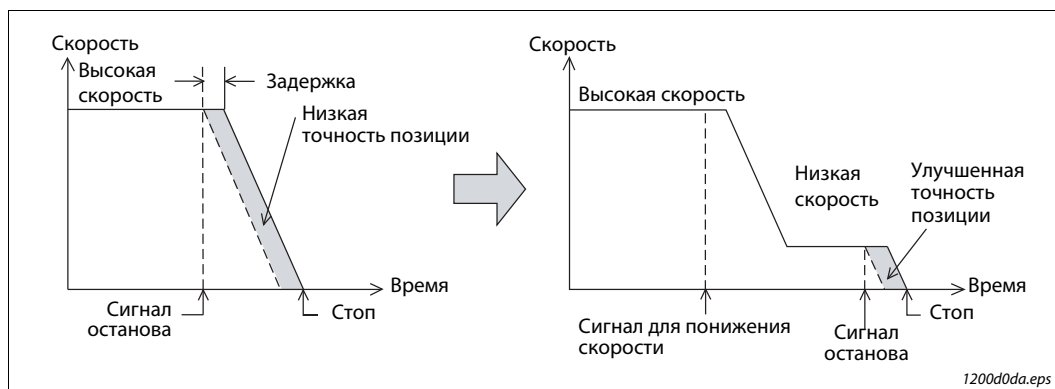 Скорость
Высокая
скорость
Задержка
Низкая
точность позиции
Время
Сигнал
останова
Стоп
Скорость
Высокая скорость
Низкая
скорость
Улучшенная
точность
позиции
Время
Сигнал для понижения
скорости
Сигнал
останова
Стоп
1200d0da.eps